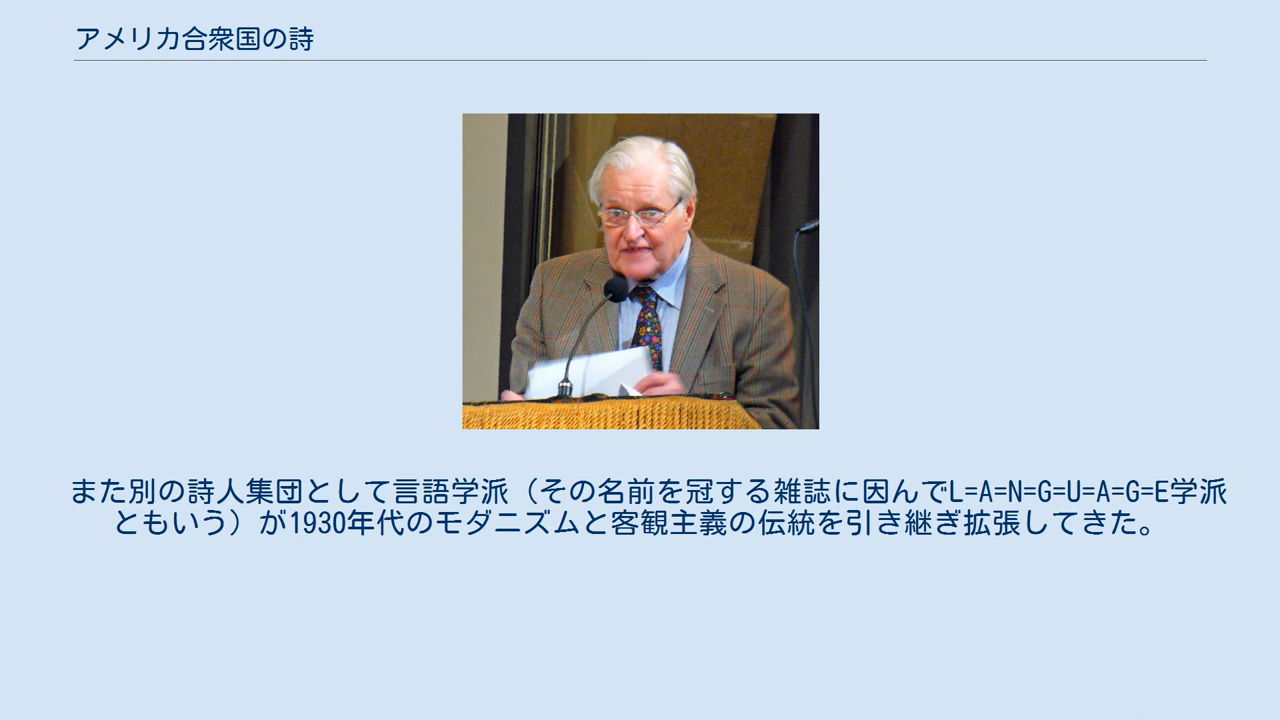 アメリカ合衆国の詩
また別の詩人集団として言語学派（その名前を冠する雑誌に因んでL=A=N=G=U=A=G=E学派
ともいう）が1930年代のモダニズムと客観主義の伝統を引き継ぎ拡張してきた。